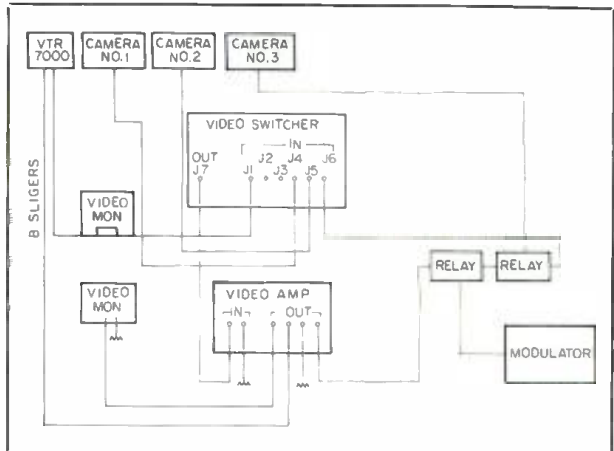 VTR
7000
CAMERA
NO.1
CAMERA
NO.2
CAMERA
NO.3
VIDEO SWITCHER
IN
OUT
J7
J1
J2
J3
J4
J5
J6
B SLIGERS
VIDEO
MON
RELAY
RELAY
VIDEO
MON
VIDEO AMP
IN
OUT
MODULATOR